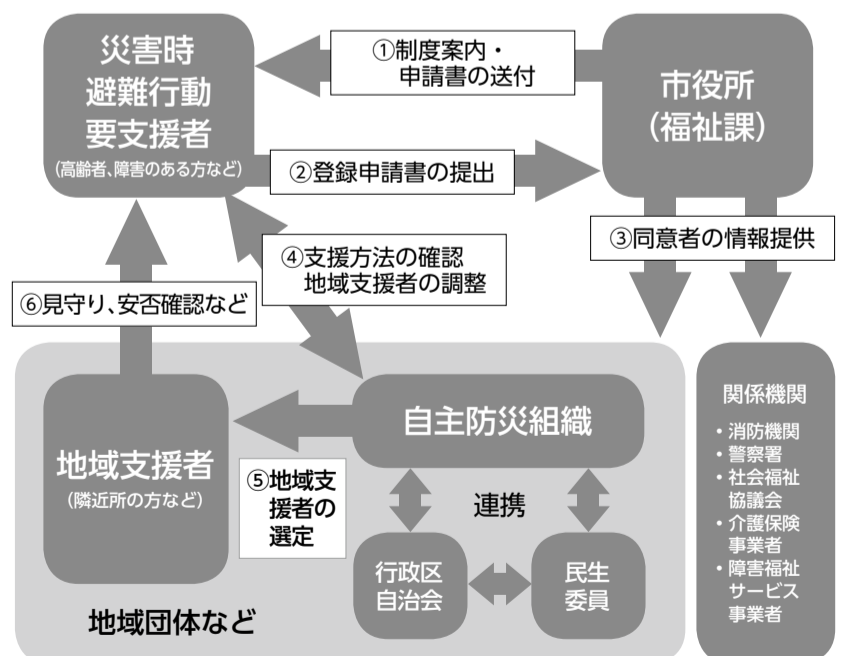 災害時
避難行動
要支援者
(高齢者、障害のある方など)
①制度案内・
申請書の送付
市役所
(福祉課)
②登録申請書の提出
③同意者の情報提供
④支援方法の確認
地域支援者の調整
⑥見守り、安否確認など
自主防災組織
地域支援者
(隣近所の方など)
⑤地域支
援者の
選定
連携
行政区
自治会
民生
委員
地域団体など
関係機関
・消防機関
・警察署
・社会福祉
協議会
・介護保険
事業者
・障害福祉
サービス
事業者